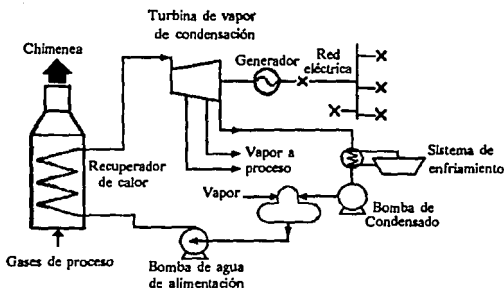 Turbina de vapor
de condensación
Chimenea
Generador
Red
eléctrica
Recuperador
de calor
Vapor a
proceso
Sistema de
enfriamiento
Vapor
Bomba de
Condensado
Gases de proceso
Bomba de agua
de alimentación